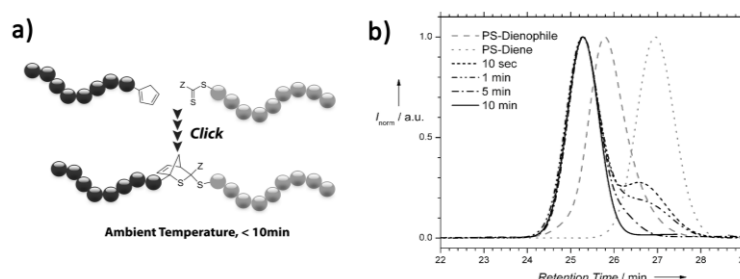 a)
Z
S
S
Click
Z
S
S
Ambient Temperature, < 10min
b)
PS-Dienophile
PS-Diene
10 sec
1 min
5 min
10 min
I norm / a.u.
1.0
0.5
0.0
22 23 24 25 26 27 28
Retention Time / min